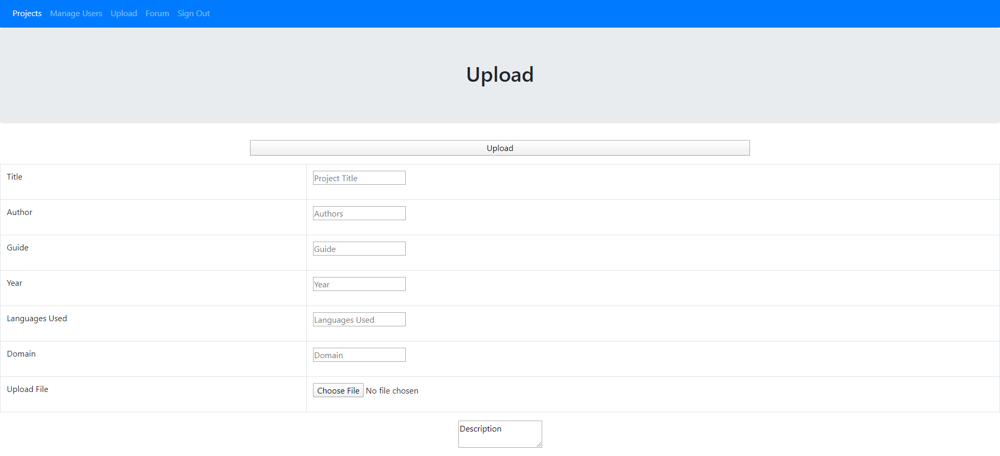 Projects Manage Users Upload Forum Sign Out
Upload
Upload
Title Project Title
Author Authors
Guide Guide
Year Year
Languages Used Languages Used
Domain Domain
Upload File Choose File No file chosen
Description